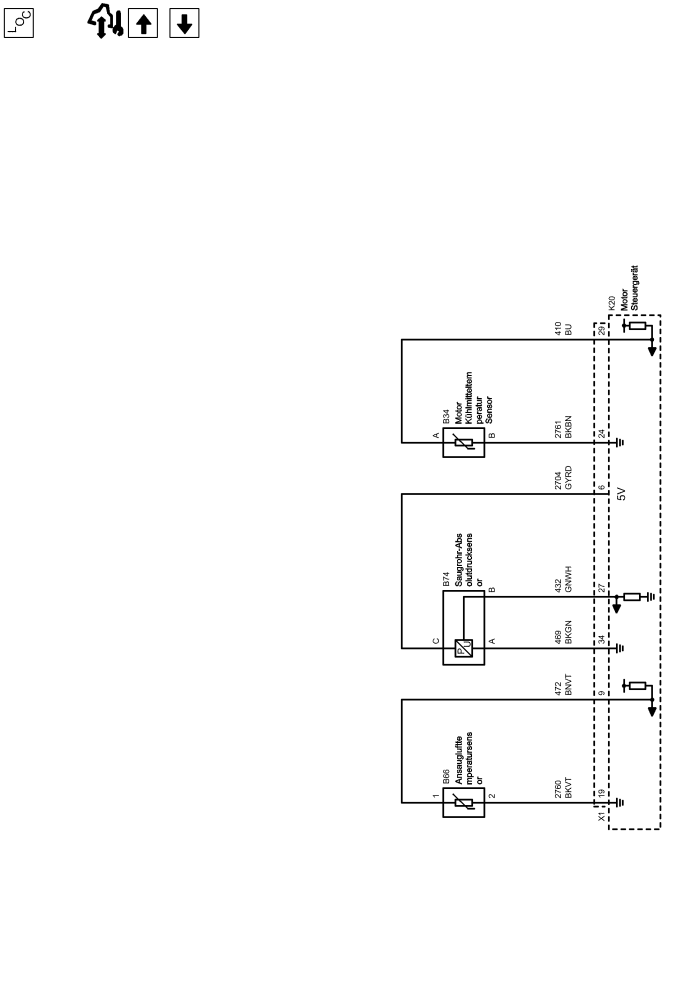 LOC
K20
Motor
Steuergerät
410
BU
29
A
B34
Motor
Kühlmitteltem
peratur
Sensor
B
2761
BKBN
24
2704
GYRD
6
5V
B74
Saugrohr-Abs
olutdrucksens
or
B
432
GNWH
27
C
P
U
A
469
BKGN
34
472
BNVT
9
B66
Ansauglufte
mperatursens
or
1
2
2760
BKVT
19
X1